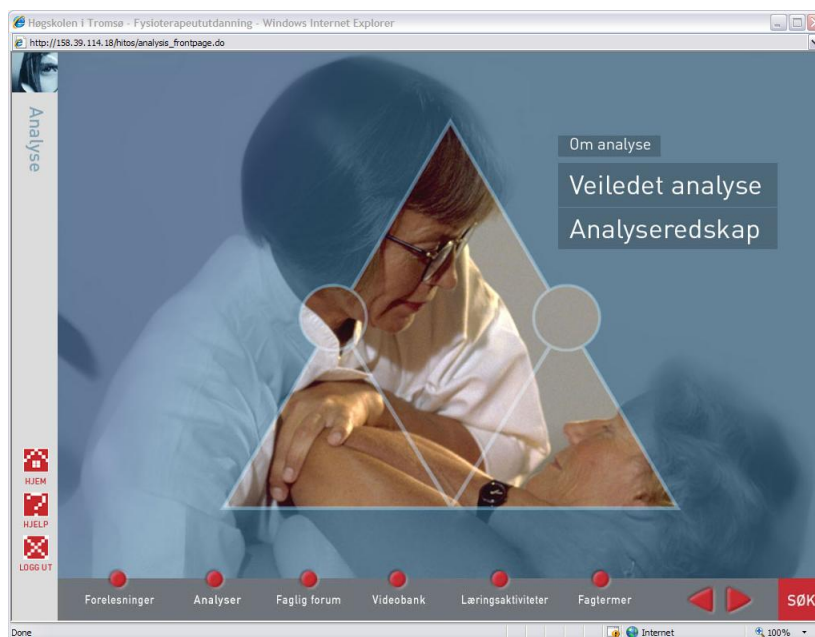 Høgskolen i Tromsø - Fysioterapeututdanning - Windows Internet Explorer
http://158.39.114.18/hitos/analysis_frontpage.do
Analyse
Om analyse
Veiledet analyse
Analyseredskap
HJEM
HJELP
LOGG UT
Forelesninger
Analyser
Faglig forum
Videobank
Læringsaktiviteter
Fagtermer
SØK
Done
Internet
100%